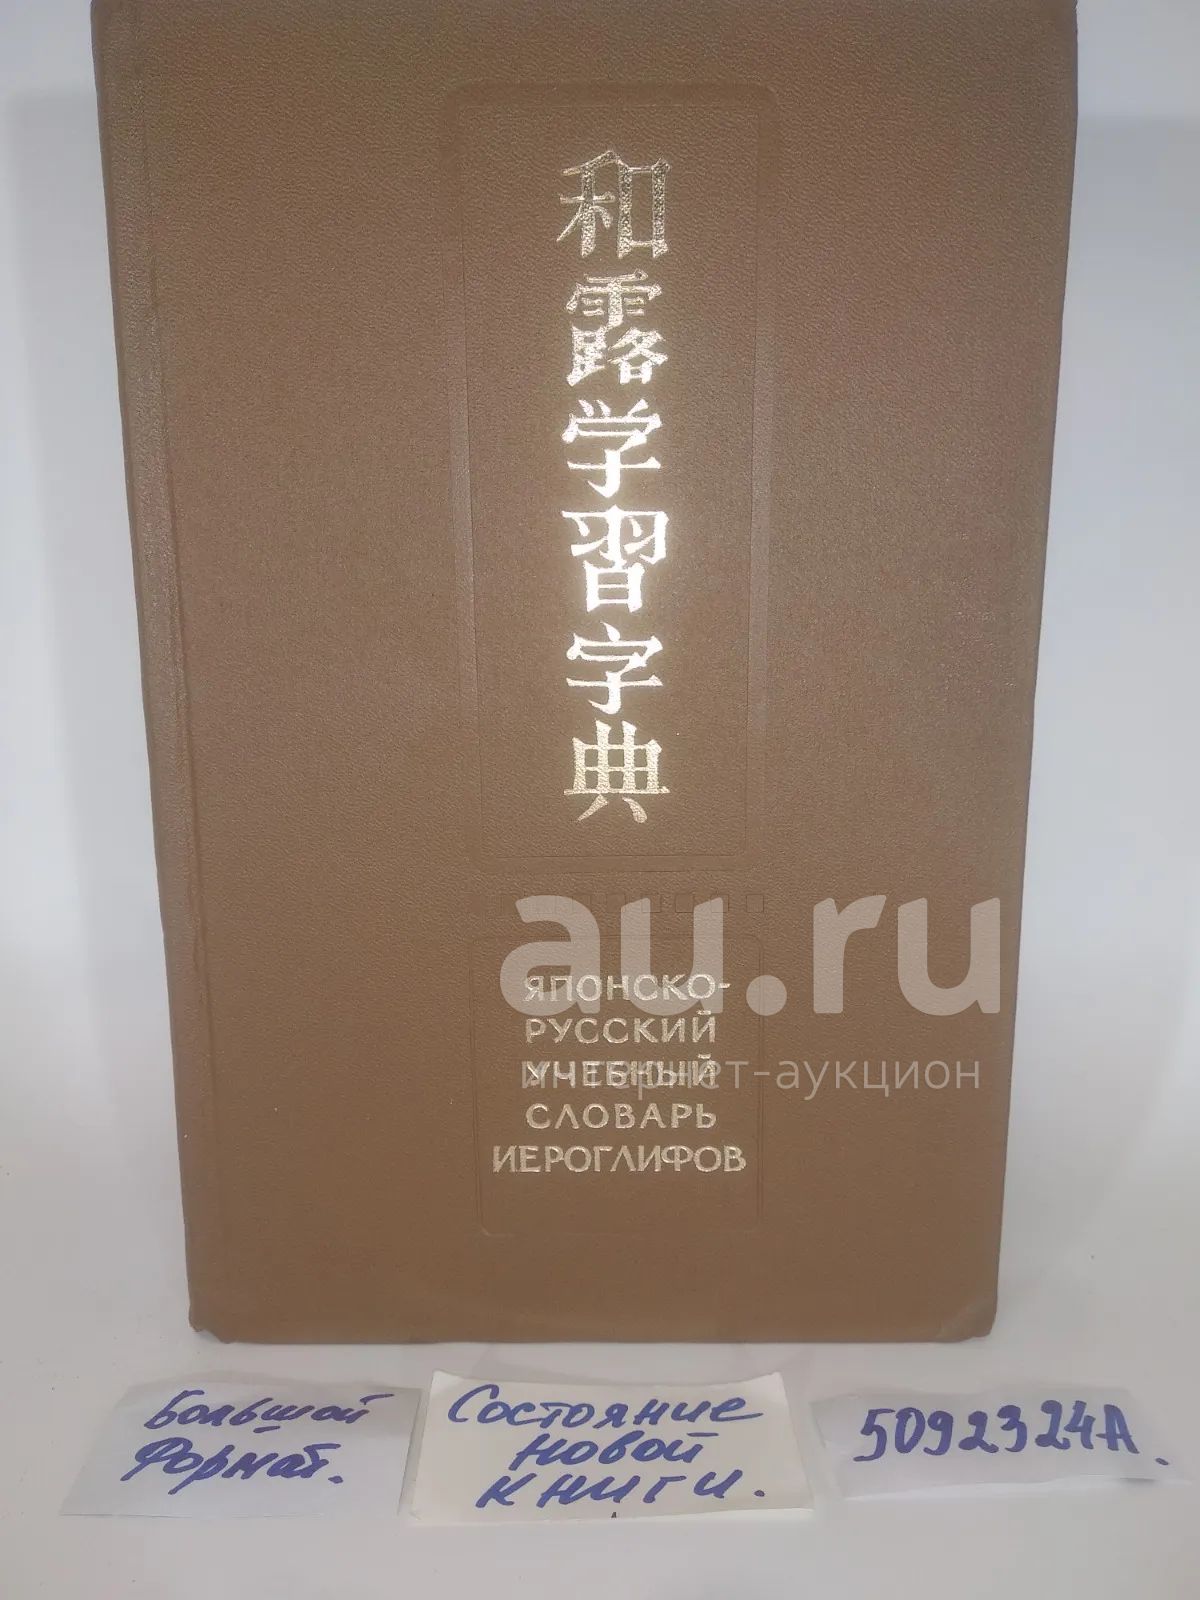 和露学習字典
au.ru
интернет-аукцион
ЯПОНСКО-
РУССКИЙ
УЧЕБНЫЙ
СЛОВАРЬ
ИЕРОГЛИФОВ
Большой
Формат.
Состояние
новой
книги.
5092324А.